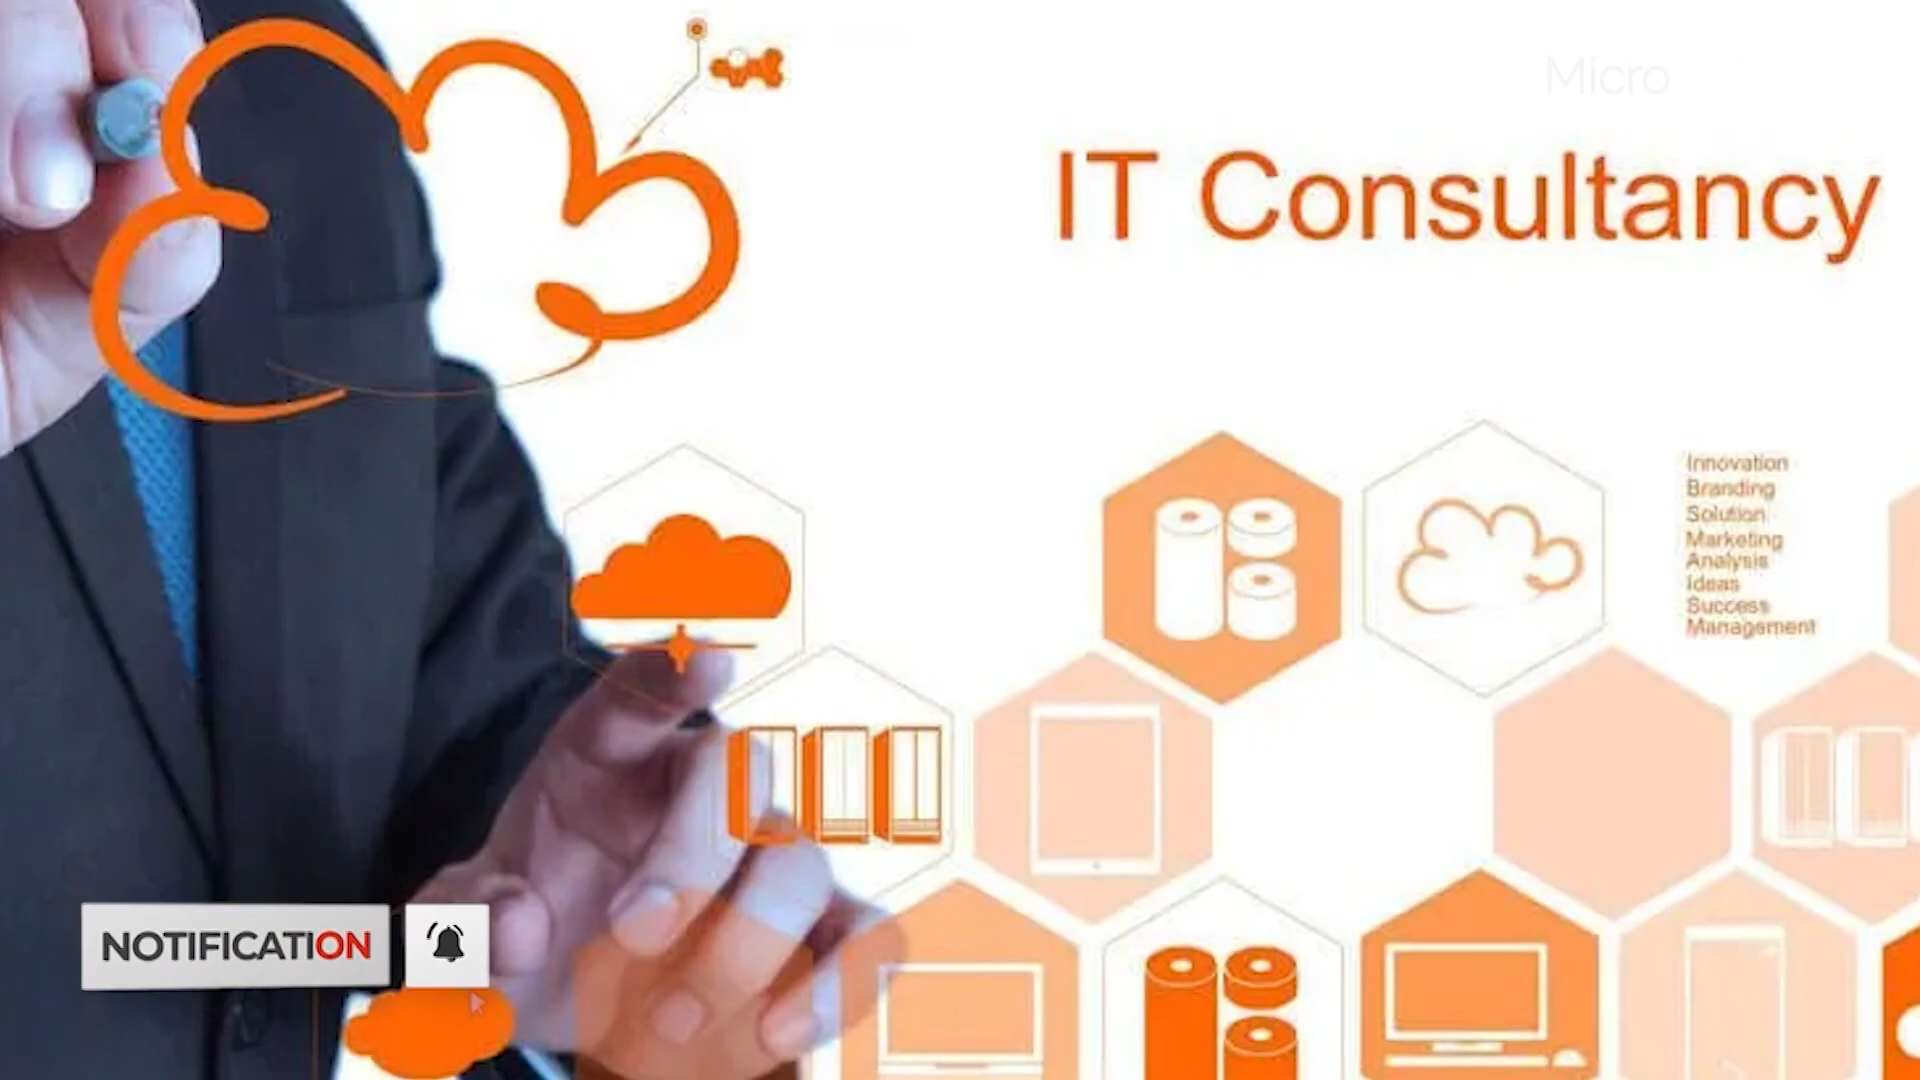 Micro
IT Consultancy
Innovation
Branding
Solution
Marketing
Analysis
Ideas
Success
Management
NOTIFICATION